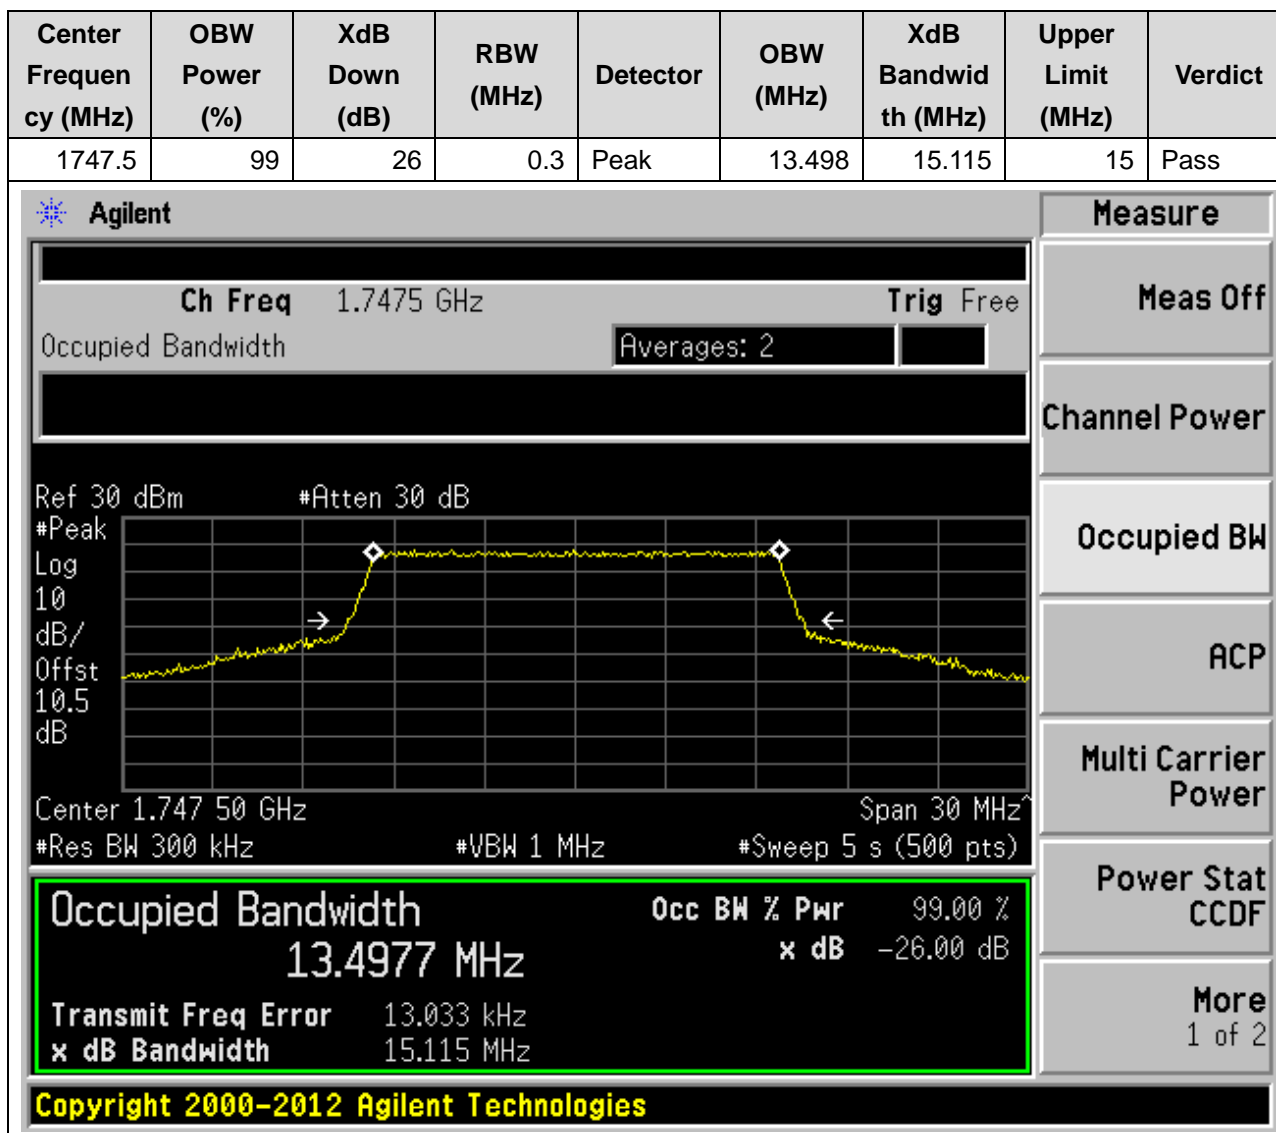 Center Frequen cy (MHz) OBW Power (%) XdB Down (dB) RBW (MHz) Detector OBW (MHz) XdB Bandwid th (MHz) Upper Limit (MHz) Verdict
1747.5 99 26 0.3 Peak 13.498 15.115 15 Pass
Agilent
Measure
Ch Freq 1.7475 GHz Trig Free
Meas Off
Occupied Bandwidth Averages: 2
Channel Power
Ref 30 dBm #Atten 30 dB
#Peak
Log
10
dB/
Offst
10.5
dB
Occupied BW
ACP
Multi Carrier
Power
Center 1.747 50 GHz Span 30 MHz^
#Res BW 300 kHz #VBW 1 MHz #Sweep 5 s (500 pts)
Power Stat
CCDF
Occupied Bandwidth Occ BW % Pwr 99.00 %
13.4977 MHz x dB -26.00 dB
Transmit Freq Error 13.033 kHz
x dB Bandwidth 15.115 MHz
More
1 of 2
Copyright 2000-2012 Agilent Technologies